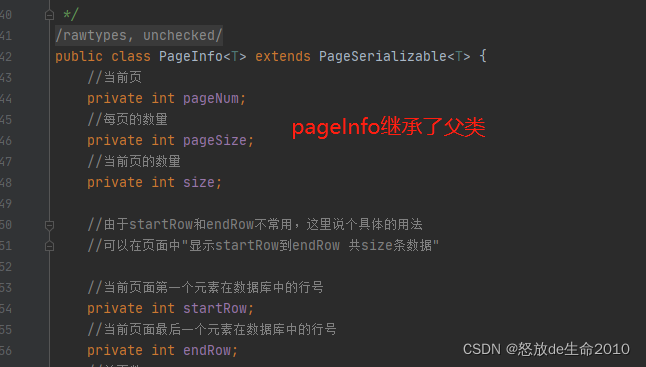 40 */
41 /rawtypes, unchecked/
42 public class PageInfo<T> extends PageSerializable<T> {
43 //当前页
44 private int pageNum;
45 //每页的数量
46 private int pageSize;
pageInfo继承了父类
47 //当前页的数量
48 private int size;
49
50 //由于startRow和endRow不常用，这里说个具体的用法
51 //可以在页面中"显示startRow到endRow 共size条数据"
52
53 //当前页面第一个元素在数据库中的行号
54 private int startRow;
55 //当前页面最后一个元素在数据库中的行号
56 private int endRow;
CSDN @怒放de生命2010